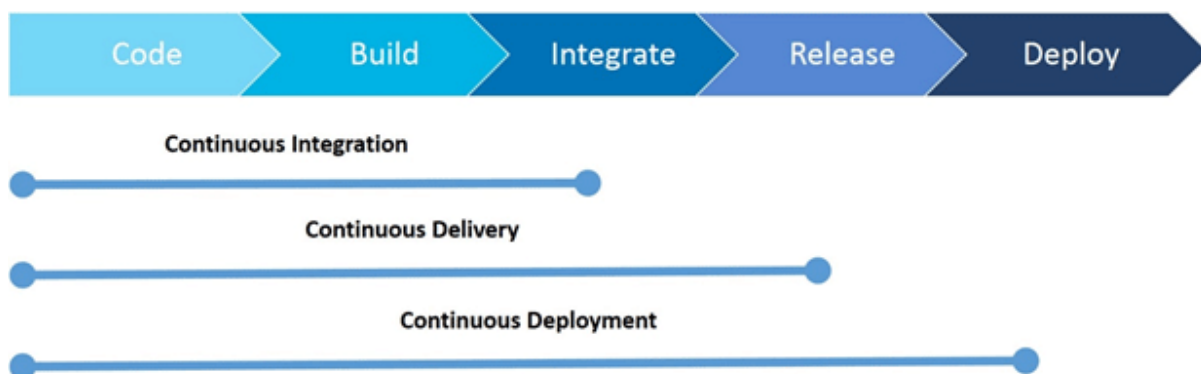 Code Build Integrate Release Deploy
Continuous Integration
Continuous Delivery
Continuous Deployment